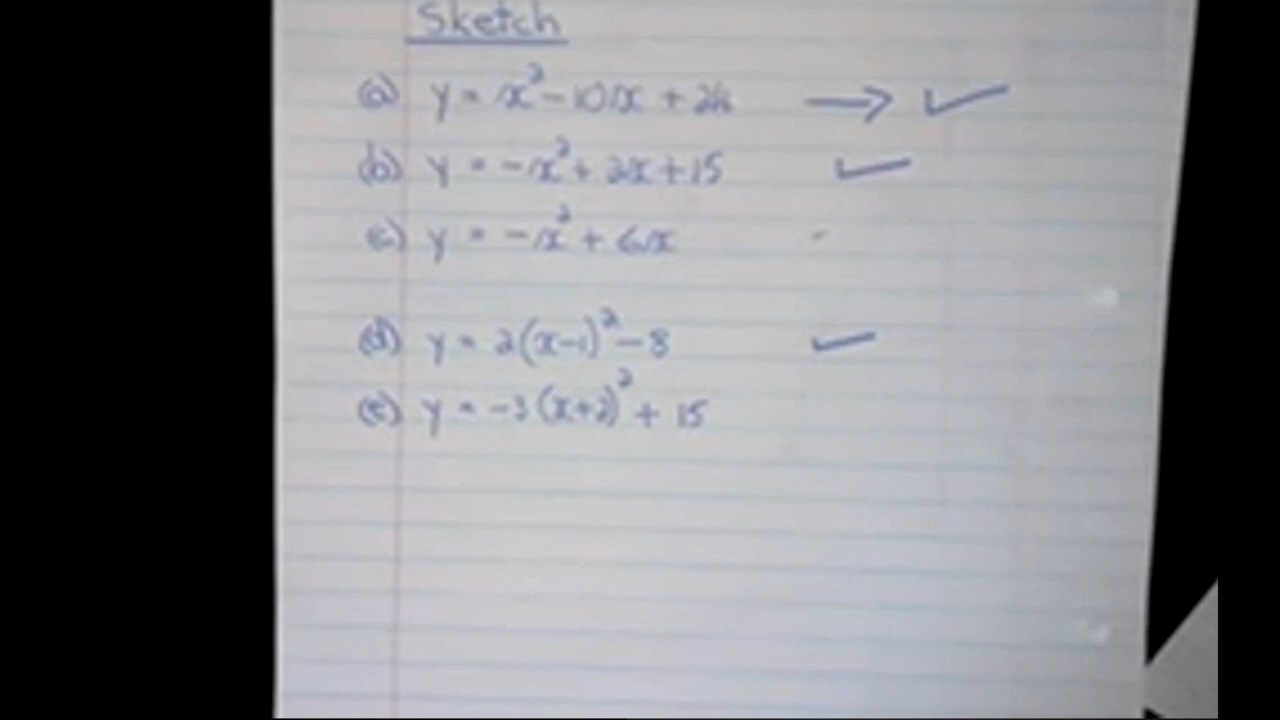 Sketch
(a) y = x² - 10x + 24 → ✓
(b) y = -x² + 2x + 15 ✓
(c) y = -x² + 6x
(d) y = 2(x-1)² - 8 ✓
(e) y = -3(x+2)² + 15